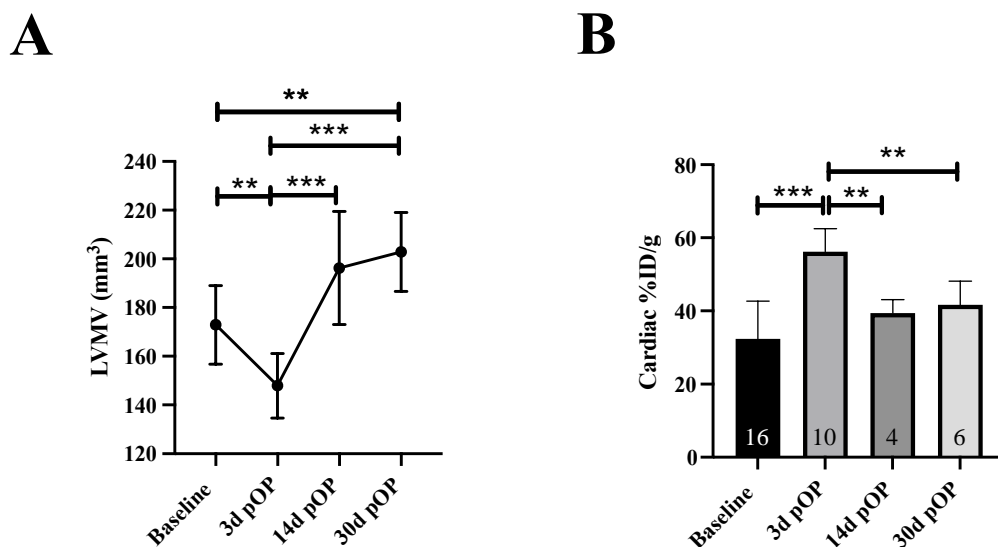 A
B
**
***
**
***
240
220
200
180
160
140
120
LVMV (mm³)
Baseline
3d pOP
14d pOP
30d pOP
**
***
**
80
60
40
20
0
Cardiac %ID/g
16
10
4
6
Baseline
3d pOP
14d pOP
30d pOP